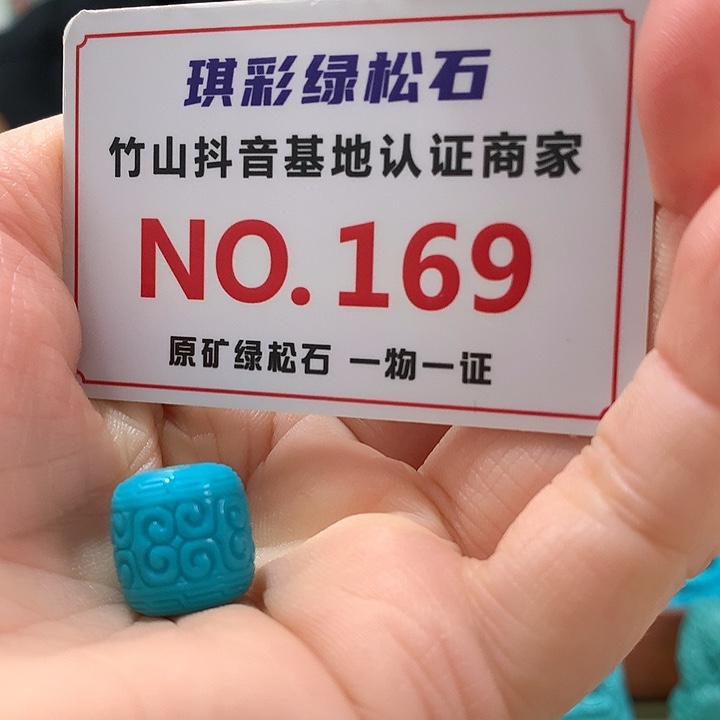 琪彩绿松石
竹山抖音基地认证商家
NO.169
原矿绿松石 一物一证